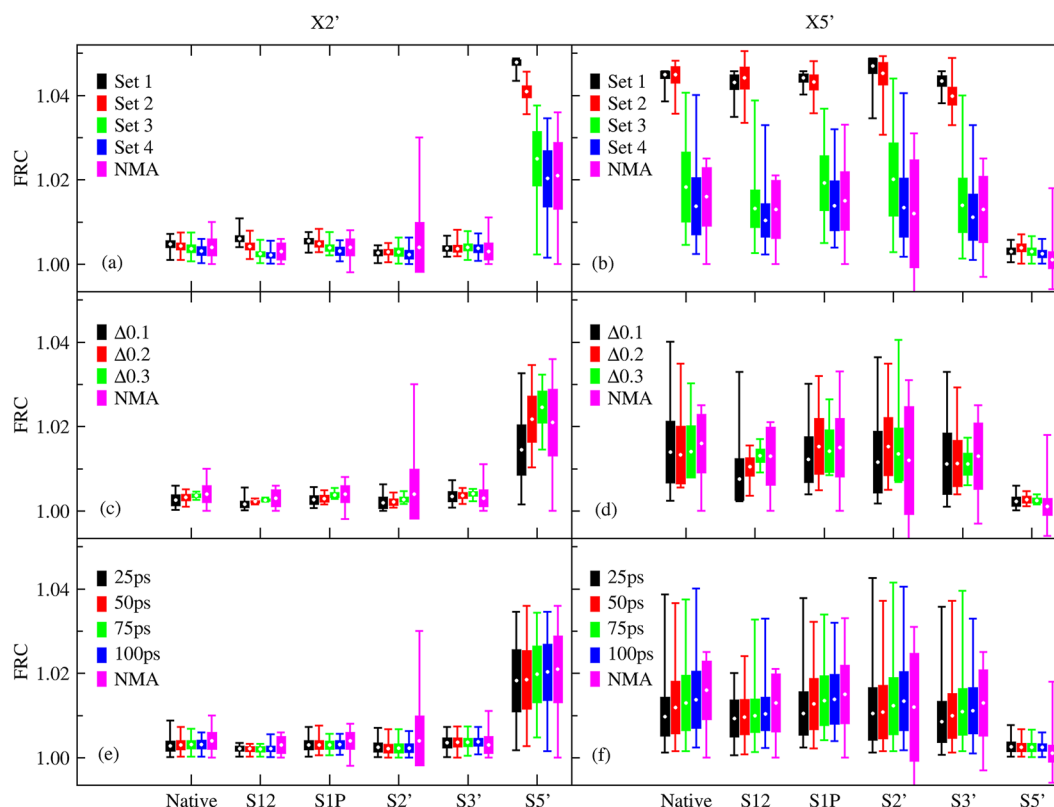 X2’ X5’
FRC
1.04
1.02
1.00
Set 1
Set 2
Set 3
Set 4
NMA
(a)
Set 1
Set 2
Set 3
Set 4
NMA
(b)
FRC
1.04
1.02
1.00
Δ0.1
Δ0.2
Δ0.3
NMA
(c)
Δ0.1
Δ0.2
Δ0.3
NMA
(d)
FRC
1.04
1.02
1.00
25ps
50ps
75ps
100ps
NMA
(e)
25ps
50ps
75ps
100ps
NMA
(f)
Native S12 S1P S2’ S3’ S5’ Native S12 S1P S2’ S3’ S5’